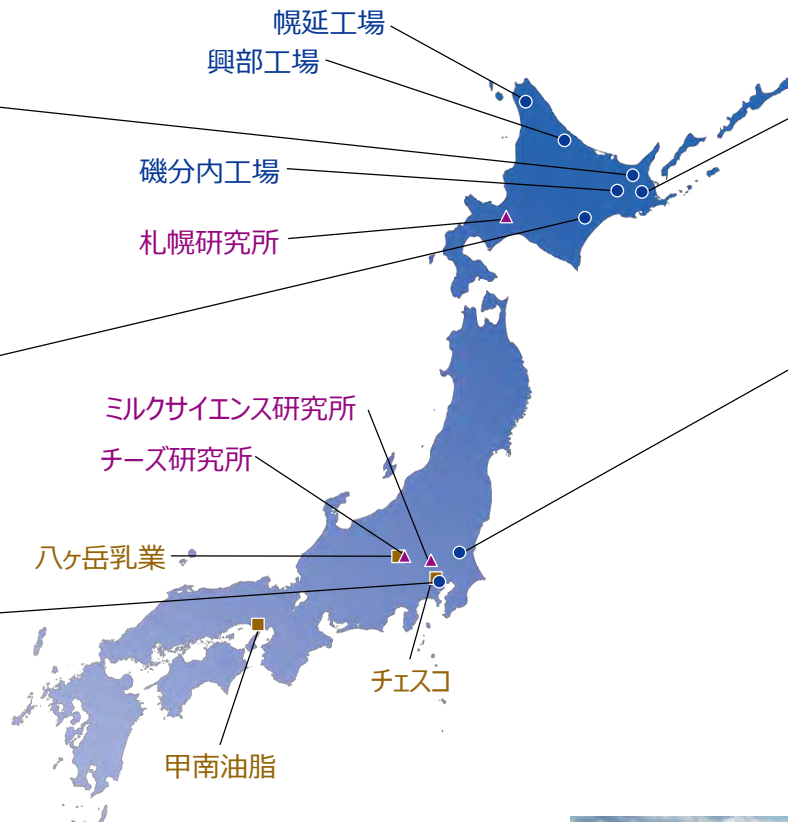 幌延工場
興部工場
磯分内工場
札幌研究所
ミルクサイエンス研究所
チーズ研究所
八ヶ岳乳業
チェスコ
甲南油脂